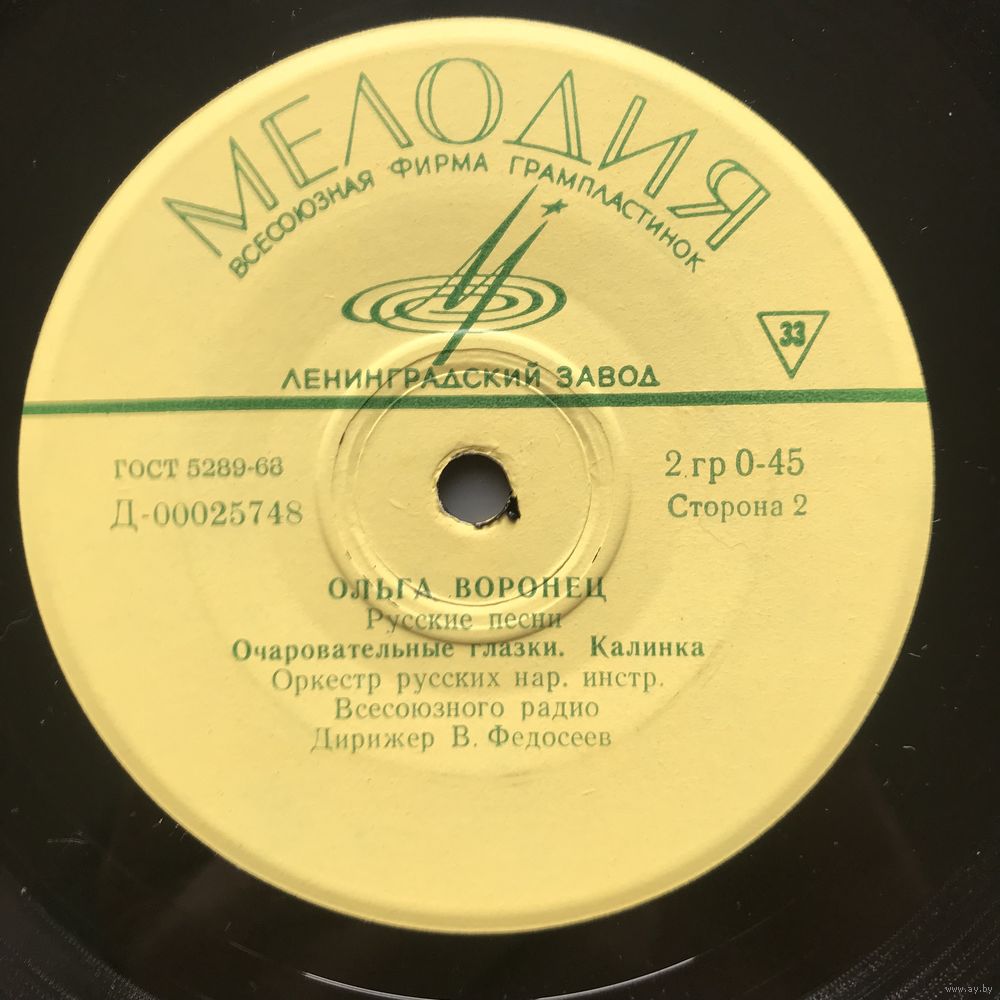 МЕЛОДИЯ
ВСЕСОЮЗНАЯ ФИРМА ГРАМПЛАСТИНОК
33
ЛЕНИНГРАДСКИЙ ЗАВОД
ГОСТ 5289-68
2 гр 0-45
Д-00025748
Сторона 2
ОЛЬГА ВОРОНЕЦ
Русские песни
Очаровательные глазки. Калинка
Оркестр русских нар. инстр.
Всесоюзного радио
Дирижер В. Федосеев
www.ay.by